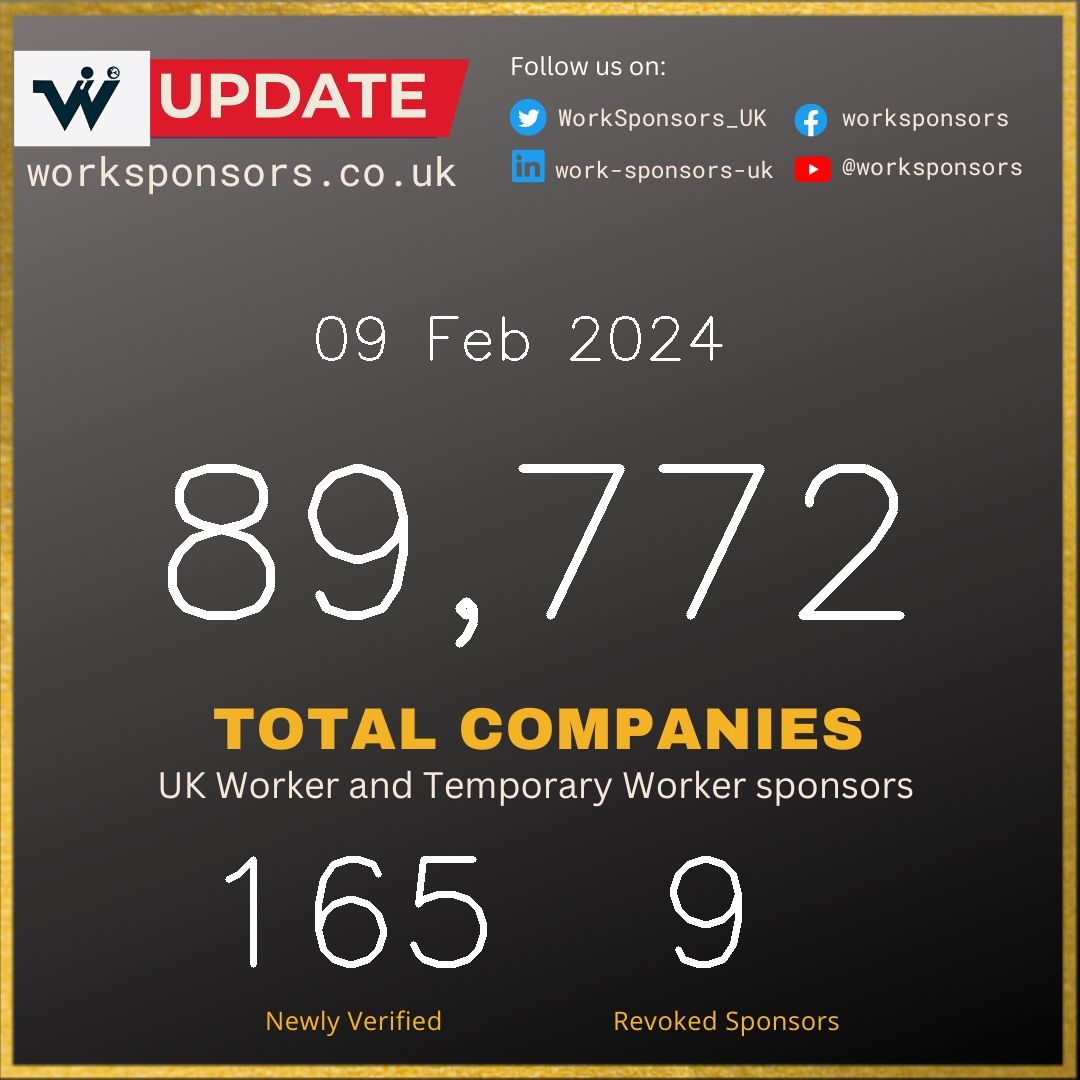 UPDATE
worksponsors.co.uk
Follow us on:
WorkSponsors_UK
worksponsors
work-sponsors-uk
@worksponsors
09 Feb 2024
89,772
TOTAL COMPANIES
UK Worker and Temporary Worker sponsors
165
9
Newly Verified
Revoked Sponsors